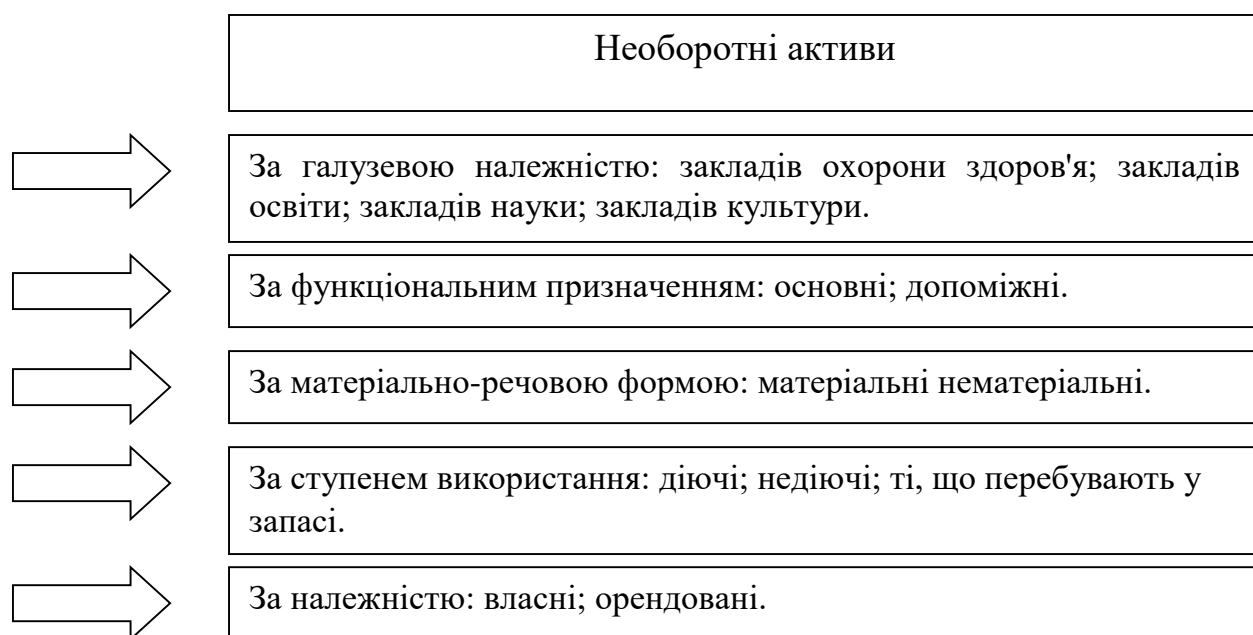 Необоротні активи
За галузевою належністю: закладів охорони здоров'я; закладів
освіти; закладів науки; закладів культури.
За функціональним призначенням: основні; допоміжні.
За матеріально-речовою формою: матеріальні нематеріальні.
За ступенем використання: діючі; недіючі; ті, що перебувають у
запасі.
За належністю: власні; орендовані.